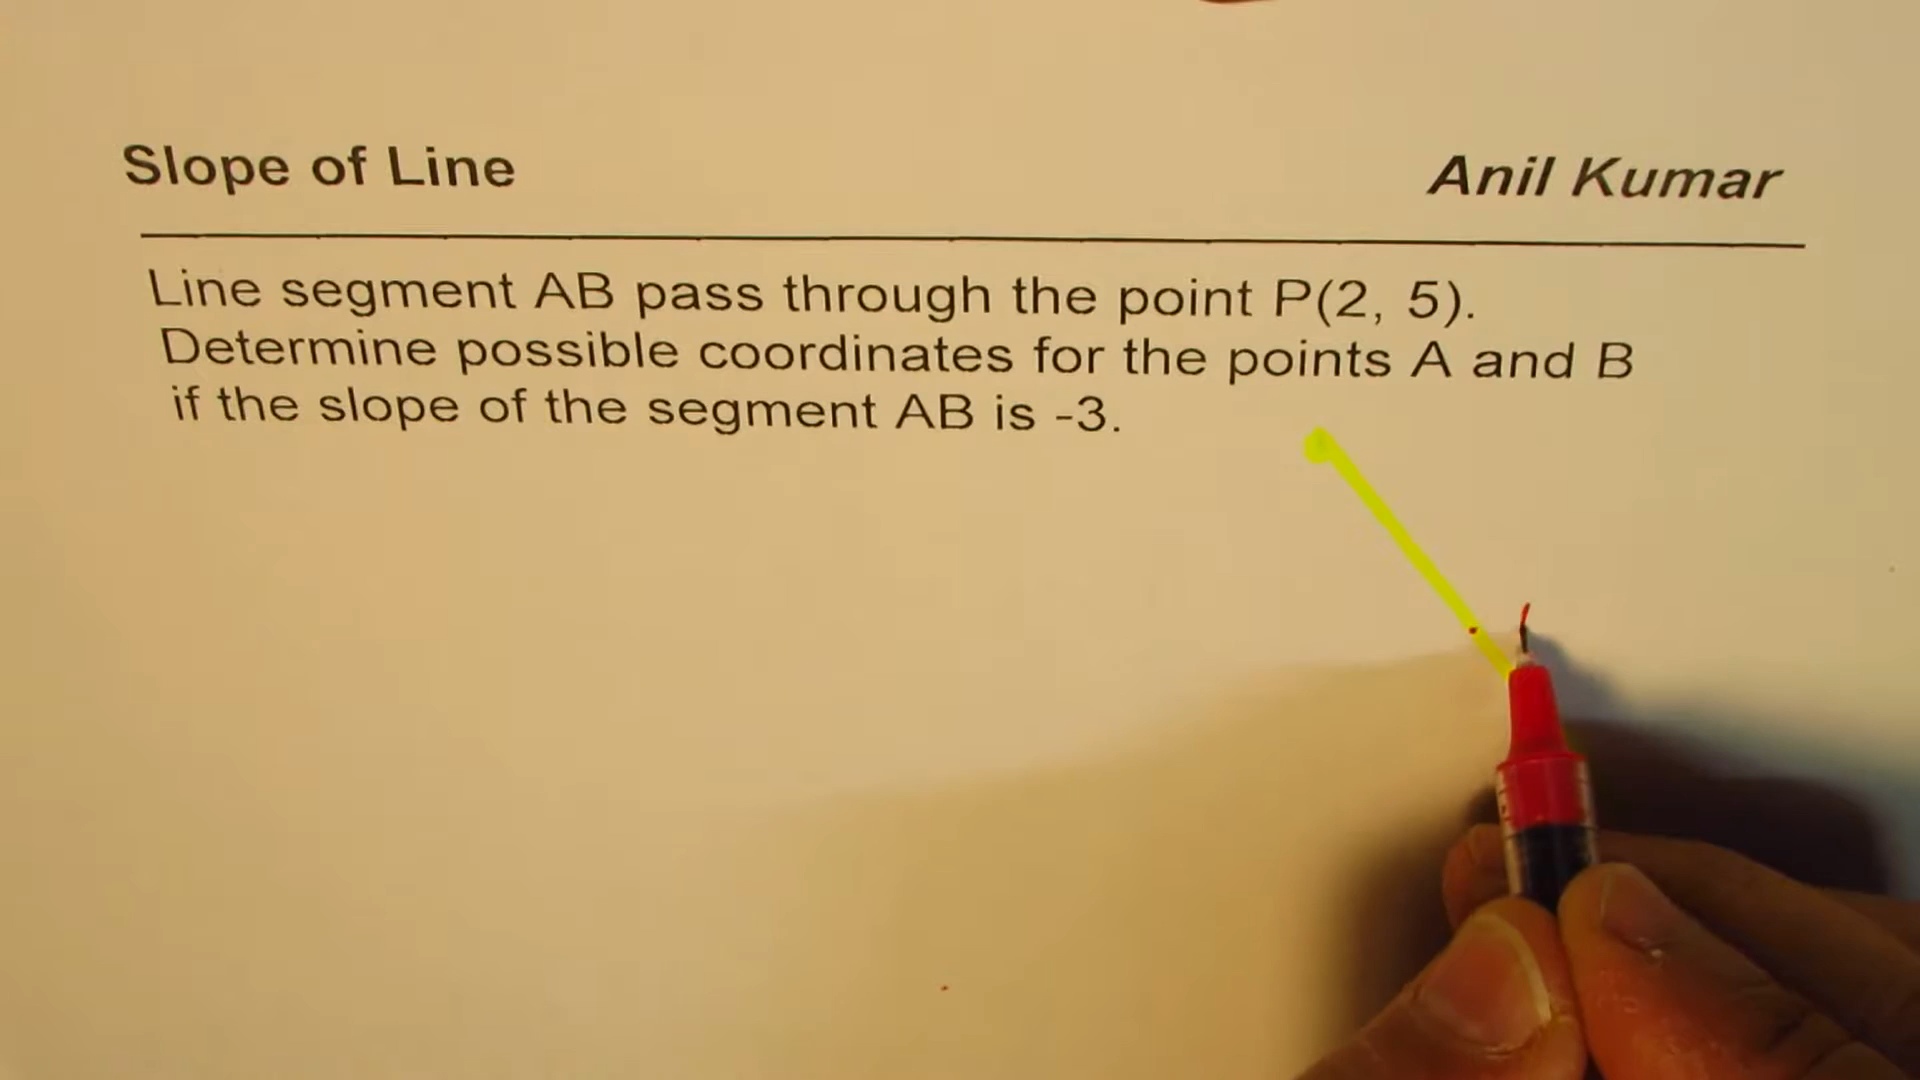 Slope of Line Anil Kumar
Line segment AB pass through the point P(2, 5).
Determine possible coordinates for the points A and B
if the slope of the segment AB is -3.